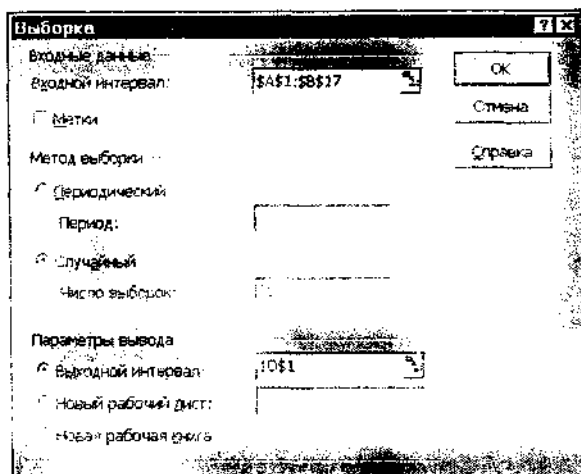 Выборка
Входные данные
Входной интервал: $A$1:$B$17
Метки
Метод выборки
Периодический
Период:
Случайный
Число выборок:
Параметры вывода
Выходной интервал: $D$1
Новый рабочий лист:
Новая рабочая книга
OK
Отмена
Справка